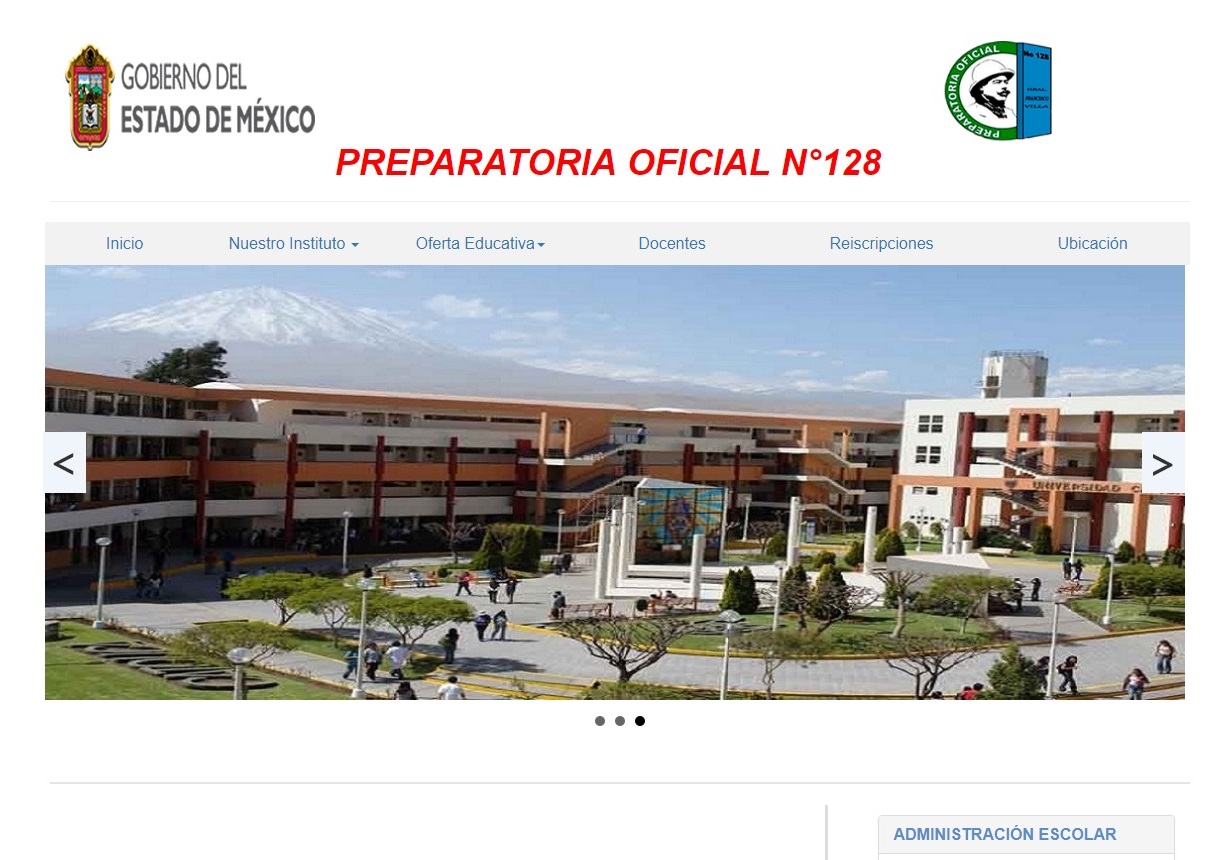 GOBIERNO DEL
ESTADO DE MÉXICO
PREPARATORIA OFICIAL
No 128
GRAL
FRANCISCO
VILLA
PREPARATORIA OFICIAL N°128
Inicio
Nuestro Instituto
Oferta Educativa
Docentes
Reiscripciones
Ubicación
<
>
UNIVERSIDAD C
ADMINISTRACIÓN ESCOLAR